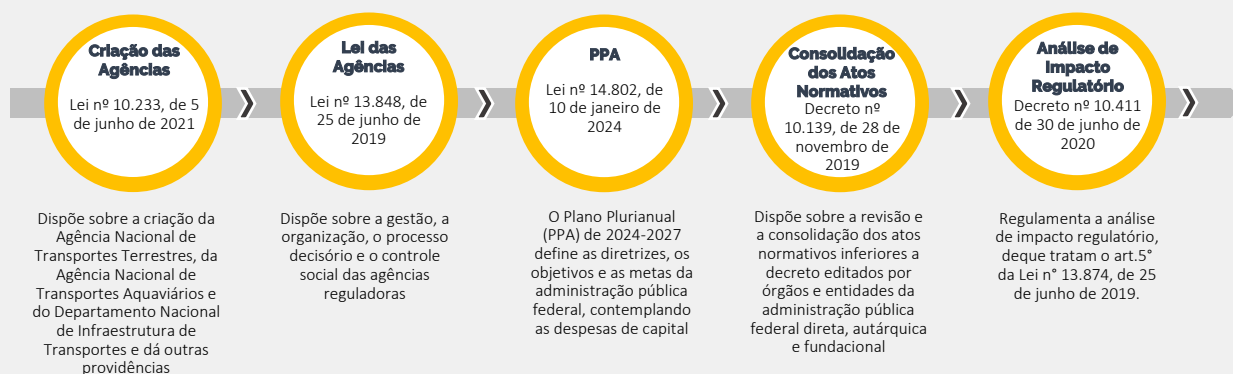 Criação das
Agências
Lei nº 10.233, de 5
de junho de 2021
Dispõe sobre a criação da
Agência Nacional de
Transportes Terrestres, da
Agência Nacional de
Transportes Aquaviários e
do Departamento Nacional
de Infraestrutura de
Transportes e dá outras
providências
Lei das
Agências
Lei nº 13.848, de
25 de junho de
2019
Dispõe sobre a gestão, a
organização, o processo
decisório e o controle
social das agências
reguladoras
PPA
Lei nº 14.802, de
10 de janeiro de
2024
O Plano Plurianual
(PPA) de 2024-2027
define as diretrizes, os
objetivos e as metas da
administração pública
federal, contemplando
as despesas de capital
Consolidação
dos Atos
Normativos
Decreto nº
10.139, de 28 de
novembro de
2019
Dispõe sobre a revisão e
a consolidação dos atos
normativos inferiores a
decreto editados por
órgãos e entidades da
administração pública
federal direta, autárquica
e fundacional
Análise de
Impacto
Regulatório
Decreto nº 10.411
de 30 de junho de
2020
Regulamenta a análise
de impacto regulatório,
deque tratam o art.5°
da Lei n° 13.874, de 25
de junho de 2019.